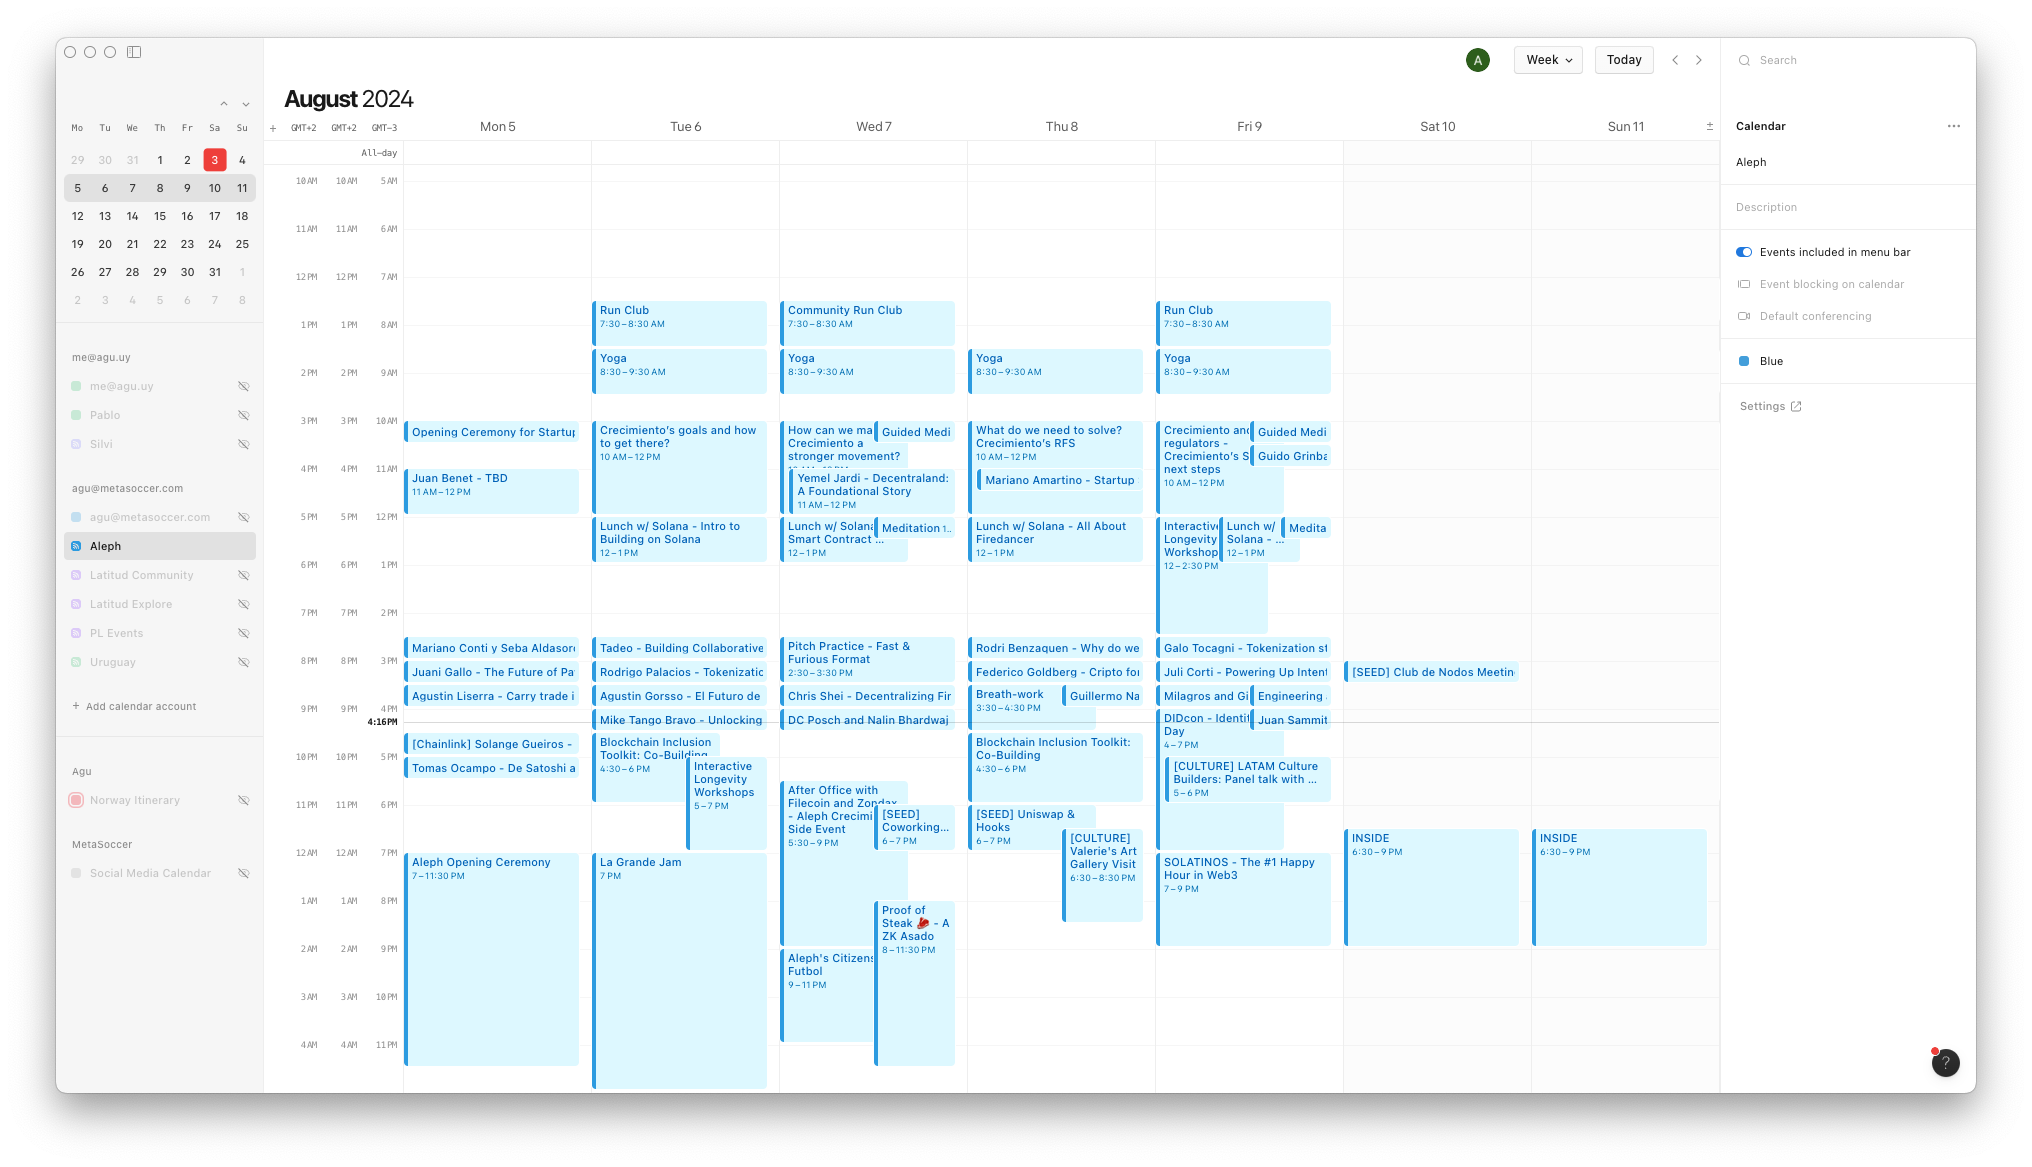 A
Week
Today
Search
August 2024
Mo Tu We Th Fr Sa Su
29 30 31 1 2 3 4
5 6 7 8 9 10 11
12 13 14 15 16 17 18
19 20 21 22 23 24 25
26 27 28 29 30 31 1
2 3 4 5 6 7 8
me@agu.uy
me@agu.uy
Pablo
Silvi
agu@metasoccer.com
agu@metasoccer.com
Aleph
Latitud Community
Latitud Explore
PL Events
Uruguay
+ Add calendar account
Agu
Norway Itinerary
MetaSoccer
Social Media Calendar
+ GMT+2 GMT+2 GMT-3
Mon 5
Tue 6
Wed 7
Thu 8
Fri 9
Sat 10
Sun 11
All-day
10 AM 10 AM 5 AM
11 AM 11 AM 6 AM
12 PM 12 PM 7 AM
1 PM 1 PM 8 AM
2 PM 2 PM 9 AM
3 PM 3 PM 10 AM
4 PM 4 PM 11 AM
5 PM 5 PM 12 PM
6 PM 6 PM 1 PM
7 PM 7 PM 2 PM
8 PM 8 PM 3 PM
9 PM 9 PM 4 PM
4:16PM
10 PM 10 PM 5 PM
11 PM 11 PM 6 PM
12 AM 12 AM 7 PM
1 AM 1 AM 8 PM
2 AM 2 AM 9 PM
3 AM 3 AM 10 PM
4 AM 4 AM 11 PM
Opening Ceremony for Startup
Juan Benet - TBD
11 AM – 12 PM
Mariano Conti y Seba Aldasoro
Juani Gallo - The Future of Pa
Agustin Liserra - Carry trade i
[Chainlink] Solange Gueiros -
Tomas Ocampo - De Satoshi a
Aleph Opening Ceremony
7 – 11:30 PM
Run Club
7:30 – 8:30 AM
Yoga
8:30 – 9:30 AM
Crecimiento's goals and how
to get there?
10 AM – 12 PM
Lunch w/ Solana - Intro to
Building on Solana
12 – 1 PM
Tadeo - Building Collaborative
Rodrigo Palacios - Tokenizatio
Agustin Gorsso - El Futuro de
Mike Tango Bravo - Unlocking
Blockchain Inclusion
Toolkit: Co-Building
4:30 – 6 PM
Interactive
Longevity
Workshops
5 – 7 PM
La Grande Jam
7 PM
Community Run Club
7:30 – 8:30 AM
Yoga
8:30 – 9:30 AM
How can we ma
Crecimiento a
stronger movement?
Guided Medi
Yemel Jardi - Decentraland:
A Foundational Story
11 AM – 12 PM
Lunch w/ Solana
Smart Contract ...
12 – 1 PM
Meditation 1..
Pitch Practice - Fast &
Furious Format
2:30 – 3:30 PM
Chris Shei - Decentralizing Fin
DC Posch and Nalin Bhardwaj
After Office with
Filecoin and Zondax
- Aleph Crecimi
Side Event
5:30 – 9 PM
[SEED]
Coworking...
6 – 7 PM
Proof of
Steak 🥩 - A
ZK Asado
8 – 11:30 PM
Aleph's Citizens
Futbol
9 – 11 PM
Yoga
8:30 – 9:30 AM
What do we need to solve?
Crecimiento's RFS
10 AM – 12 PM
Mariano Amartino - Startup
Lunch w/ Solana - All About
Firedancer
12 – 1 PM
Rodri Benzaquen - Why do we
Federico Goldberg - Cripto for
Breath-work
3:30 – 4:30 PM
Guillermo Na
Blockchain Inclusion Toolkit:
Co-Building
4:30 – 6 PM
[SEED] Uniswap &
Hooks
6 – 7 PM
[CULTURE]
Valerie's Art
Gallery Visit
6:30 – 8:30 PM
Run Club
7:30 – 8:30 AM
Yoga
8:30 – 9:30 AM
Crecimiento and
regulators -
Crecimiento's S
next steps
10 AM – 12 PM
Guided Medi
Guido Grinba
Interactive
Longevity
Workshop
12 – 2:30 PM
Lunch w/
Solana - ...
12 – 1 PM
Medita
Galo Tocagni - Tokenization st
Juli Corti - Powering Up Intent
Milagros and Gi
Engineering
DIDcon - Identit
Day
4 – 7 PM
Juan Sammit
[CULTURE] LATAM Culture
Builders: Panel talk with ...
5 – 6 PM
SOLATINOS - The #1 Happy
Hour in Web3
7 – 9 PM
[SEED] Club de Nodos Meetin
INSIDE
6:30 – 9 PM
INSIDE
6:30 – 9 PM
Calendar
Aleph
Description
Events included in menu bar
Event blocking on calendar
Default conferencing
Blue
Settings
?